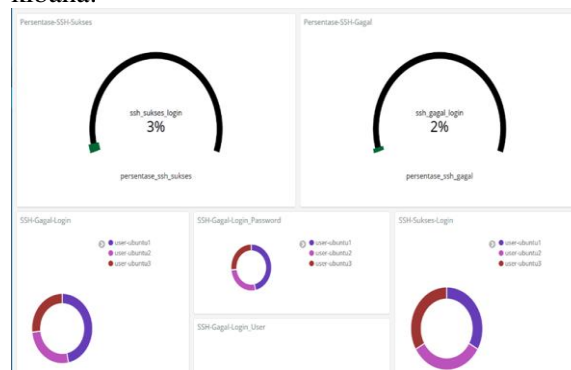 kibana.
Persentase-SSH-Sukses
Persentase-SSH-Gagal
ssh_sukses_login
3%
persentase_ssh_sukses
ssh_gagal_login
2%
persentase_ssh_gagal
SSH-Gagal-Login
user-ubuntu1
user-ubuntu2
user-ubuntu3
SSH-Gagal-Login_Password
user-ubuntu1
user-ubuntu2
user-ubuntu3
SSH-Sukses-Login
user-ubuntu1
user-ubuntu2
user-ubuntu3
SSH-Gagal-Login_User